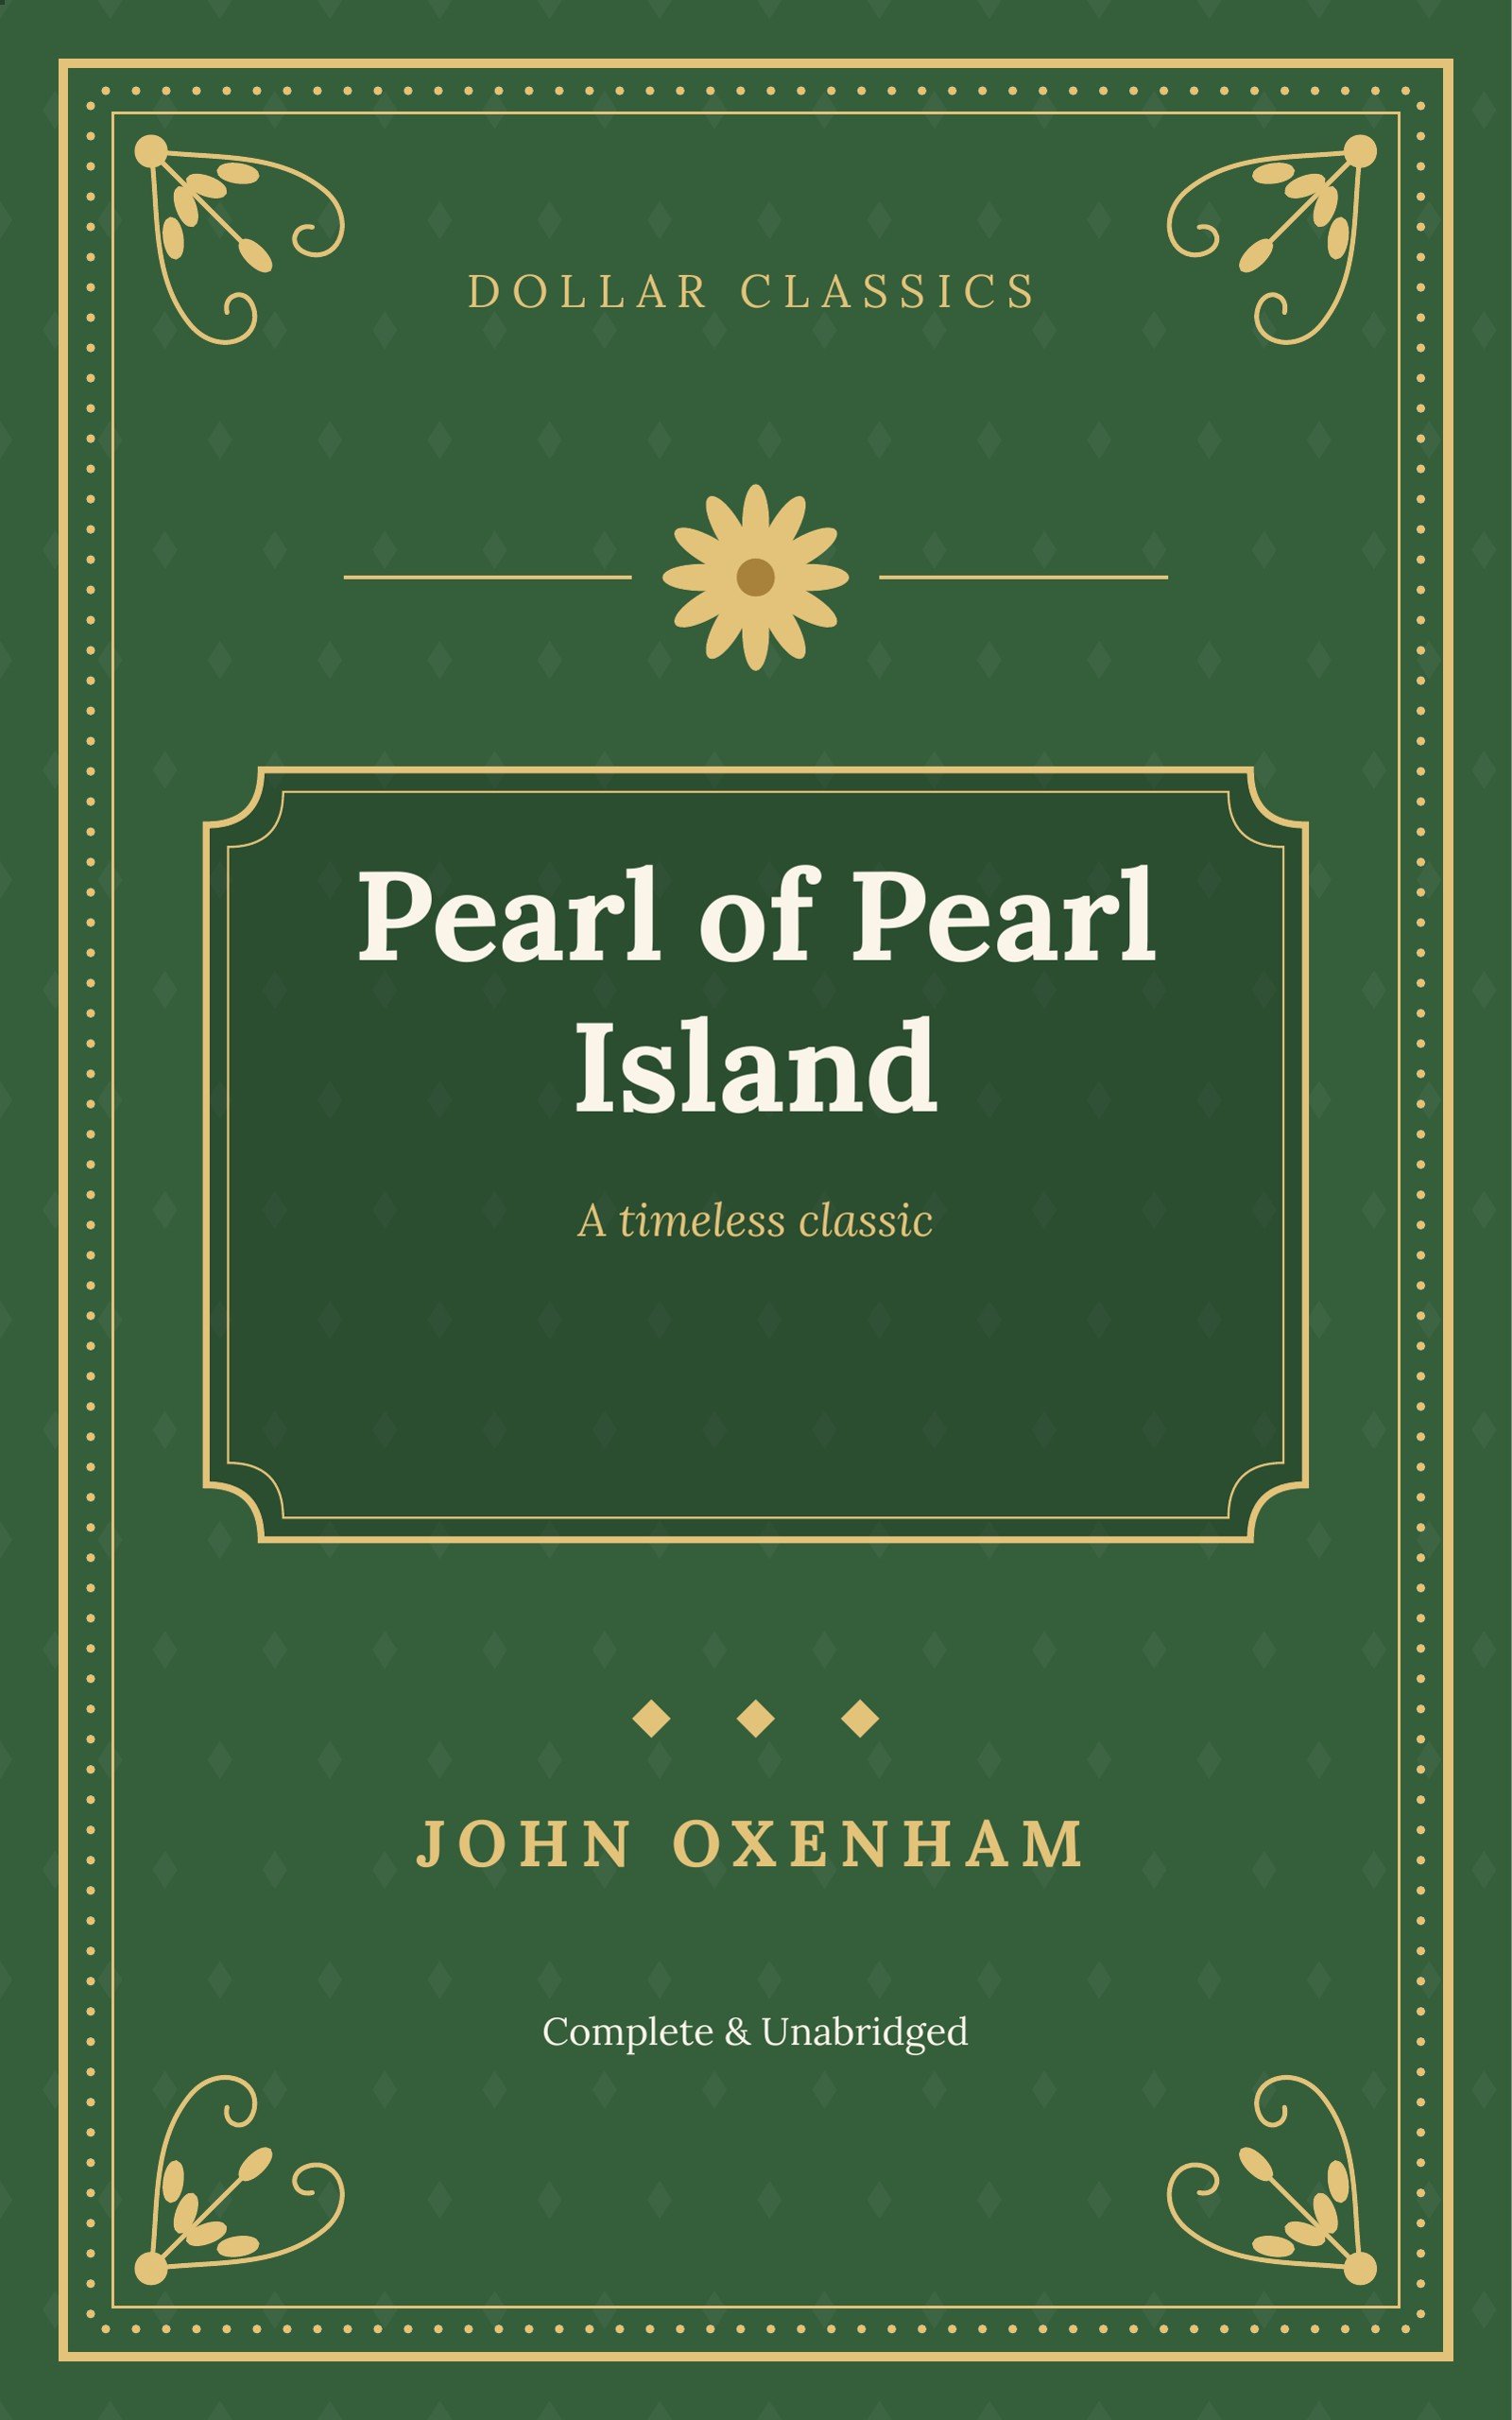 DOLLAR CLASSICS
Pearl of Pearl
Island
A timeless classic
JOHN OXENHAM
Complete & Unabridged